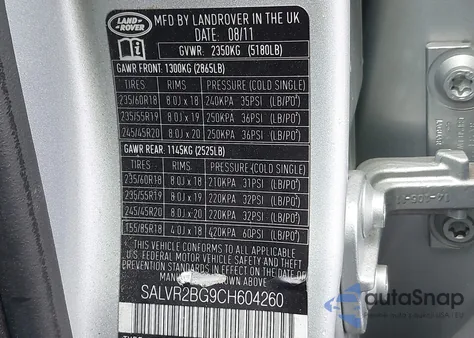 LAND ROVER
MFD BY LANDROVER IN THE UK
DATE: 08/11
GVWR: 2350KG (5180LB)
GAWR FRONT: 1300KG (2865LB)
TIRES RIMS PRESSURE (COLD SINGLE)
235/60R18 8.0J x 18 240KPA 35PSI (LB/PO²)
235/55R19 8.0J x 19 250KPA 36PSI (LB/PO²)
245/45R20 8.0J x 20 250KPA 36PSI (LB/PO²)
GAWR REAR: 1145KG (2525LB)
TIRES RIMS PRESSURE (COLD SINGLE)
235/60R18 8.0J x 18 210KPA 31PSI (LB/PO²)
235/55R19 8.0J x 19 220KPA 32PSI (LB/PO²)
245/45R20 8.0J x 20 220KPA 32PSI (LB/PO²)
155/85R18 4.0J x 18 420KPA 60PSI (LB/PO²)
THIS VEHICLE CONFORMS TO ALL APPLICABLE
U.S. FEDERAL MOTOR VEHICLE SAFETY AND THEFT
PREVENTION STANDARDS IN EFFECT ON THE DATE
OF MANUFACTURE SHOWN ABOVE
SALVR2BG9CH604260
TYPE
autoSnap